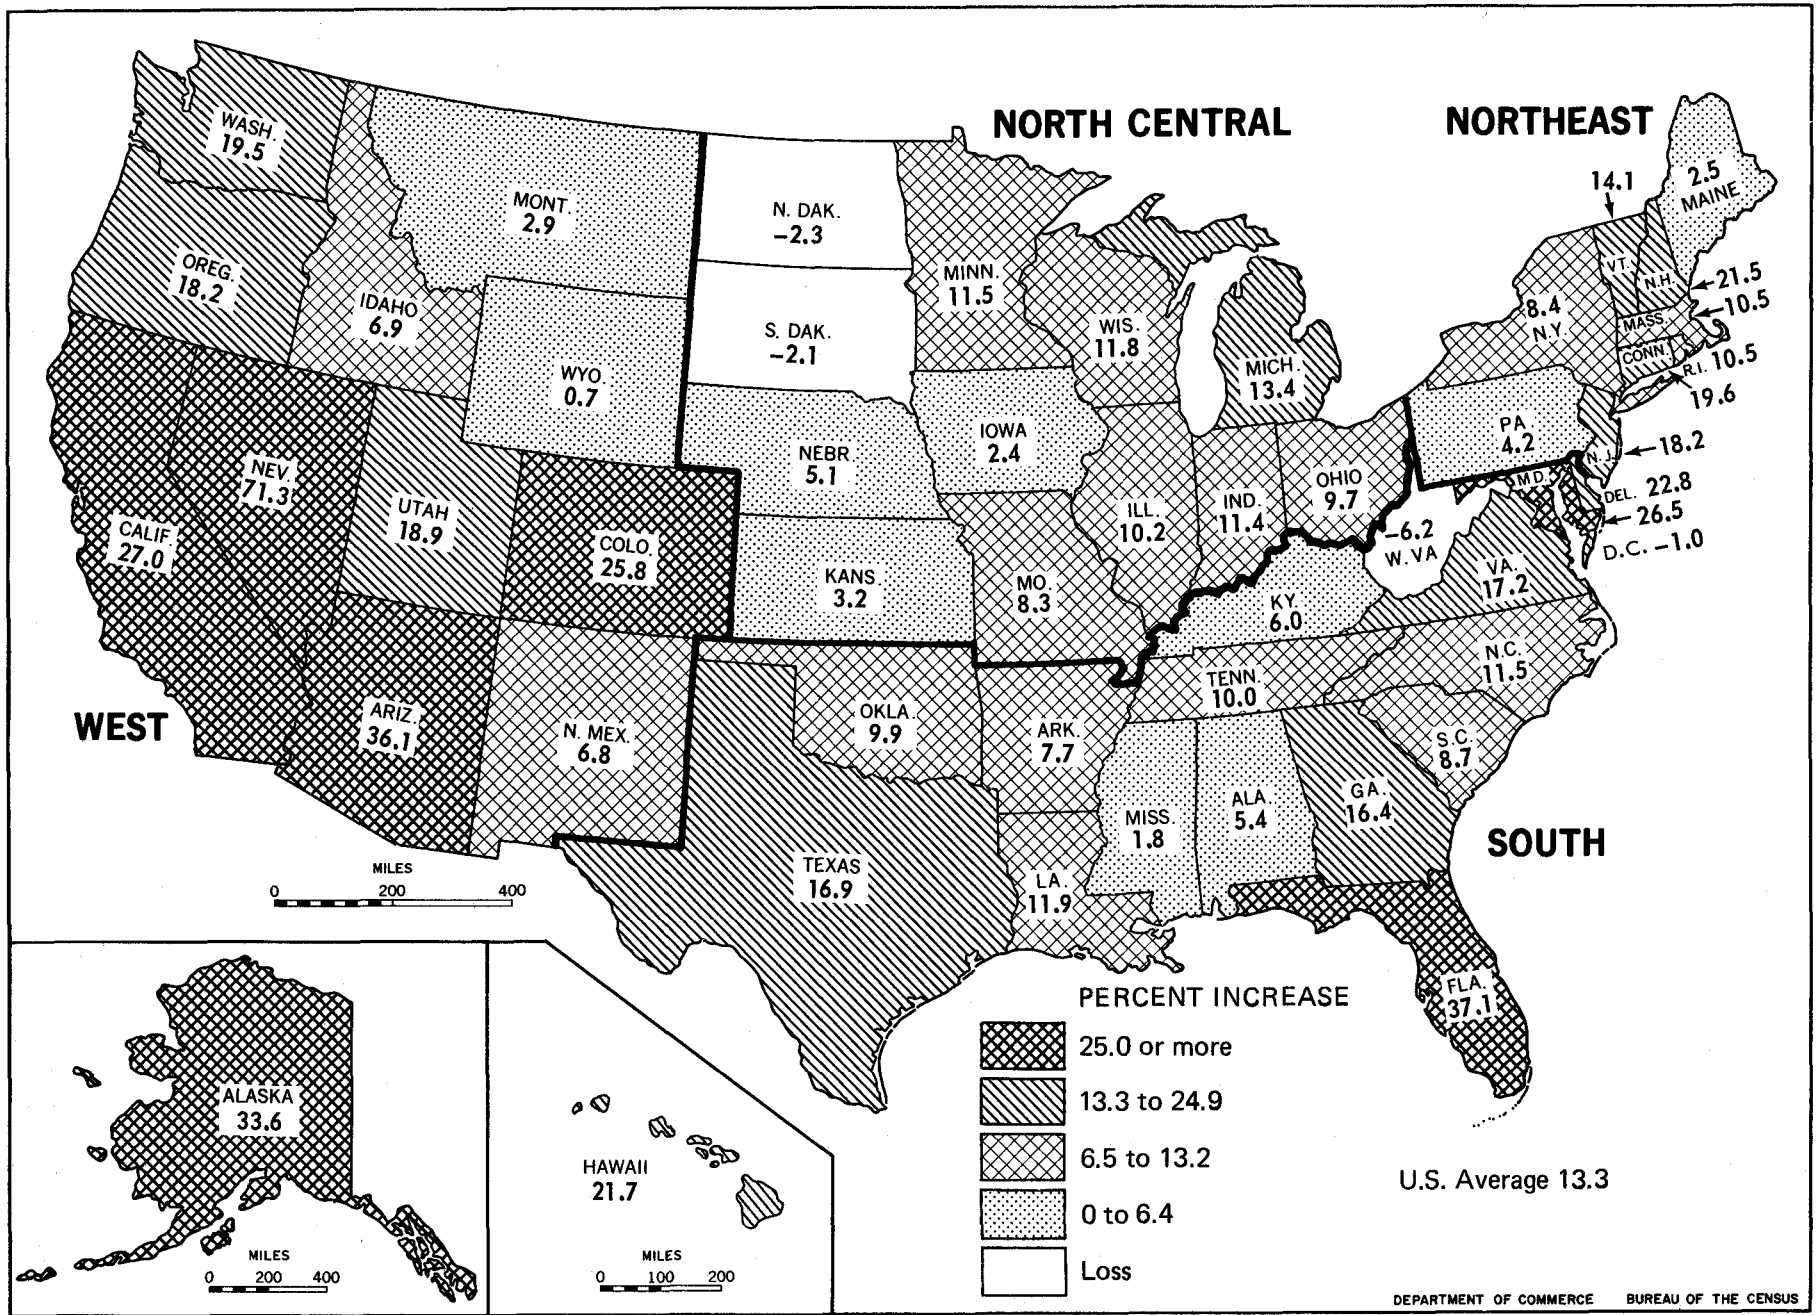 NORTH CENTRAL
NORTHEAST
WEST
SOUTH
WASH.
19.5
OREG.
18.2
CALIF
27.0
NEV.
71.3
IDAHO
6.9
MONT.
2.9
WYO.
0.7
UTAH
18.9
COLO.
25.8
ARIZ.
36.1
N. MEX.
6.8
N. DAK.
-2.3
S. DAK.
-2.1
NEBR.
5.1
KANS.
3.2
MINN.
11.5
IOWA
2.4
MO.
8.3
WIS.
11.8
ILL.
10.2
MICH.
13.4
IND.
11.4
OHIO
9.7
OKLA.
9.9
TEXAS
16.9
ARK.
7.7
LA.
11.9
KY.
6.0
TENN.
10.0
MISS.
1.8
ALA.
5.4
GA.
16.4
FLA.
37.1
S.C.
8.7
N.C.
11.5
VA.
17.2
-6.2
W. VA
MD.
DEL. 22.8
26.5
D.C. -1.0
PA.
4.2
N.J.
18.2
8.4
N.Y.
14.1
VT.
N.H.
21.5
2.5
MAINE
MASS.
10.5
CONN.
R.I. 10.5
19.6
MILES
0 200 400
ALASKA
33.6
MILES
0 200 400
HAWAII
21.7
MILES
0 100 200
PERCENT INCREASE
25.0 or more
13.3 to 24.9
6.5 to 13.2
0 to 6.4
Loss
U.S. Average 13.3
DEPARTMENT OF COMMERCE BUREAU OF THE CENSUS